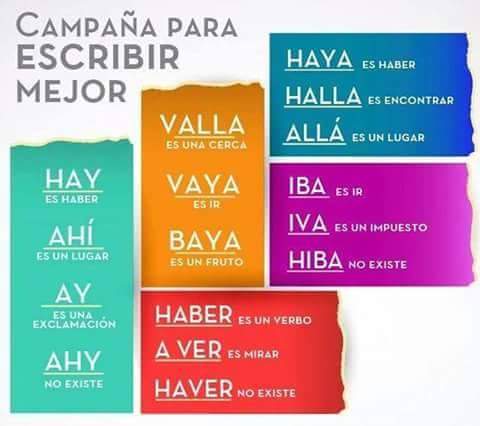 CAMPAÑA PARA
ESCRIBIR
MEJOR
HAY
ES HABER
AHÍ
ES UN LUGAR
AY
ES UNA
EXCLAMACIÓN
AHY
NO EXISTE
VALLA
ES UNA CERCA
VAYA
ES IR
BAYA
ES UN FRUTO
HAYA ES HABER
HALLA ES ENCONTRAR
ALLÁ ES UN LUGAR
IBA ES IR
IVA ES UN IMPUESTO
HIBA NO EXISTE
HABER ES UN VERBO
A VER ES MIRAR
HAVER NO EXISTE